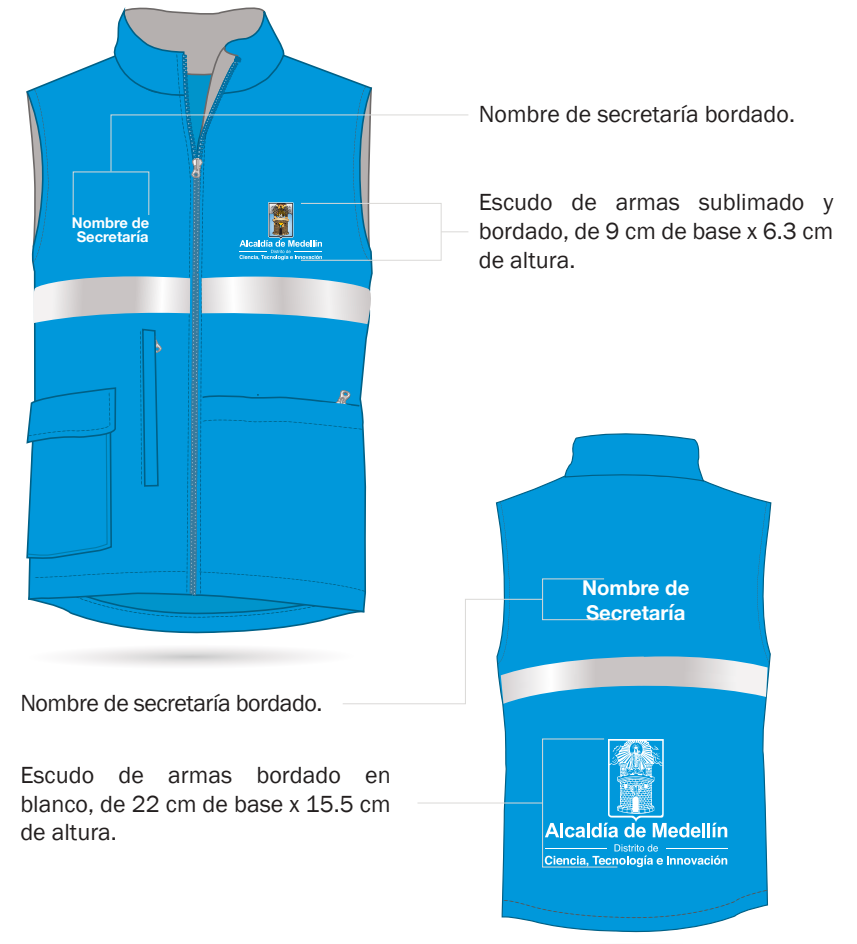 Nombre de secretaría bordado.
Nombre de
Secretaría
Escudo de armas sublimado y
bordado, de 9 cm de base x 6.3 cm
de altura.
Alcaldía de Medellín
Distrito de
Ciencia, Tecnología e Innovación
Nombre de
Secretaría
Nombre de secretaría bordado.
Escudo de armas bordado en
blanco, de 22 cm de base x 15.5 cm
de altura.
Alcaldía de Medellín
Distrito de
Ciencia, Tecnología e Innovación